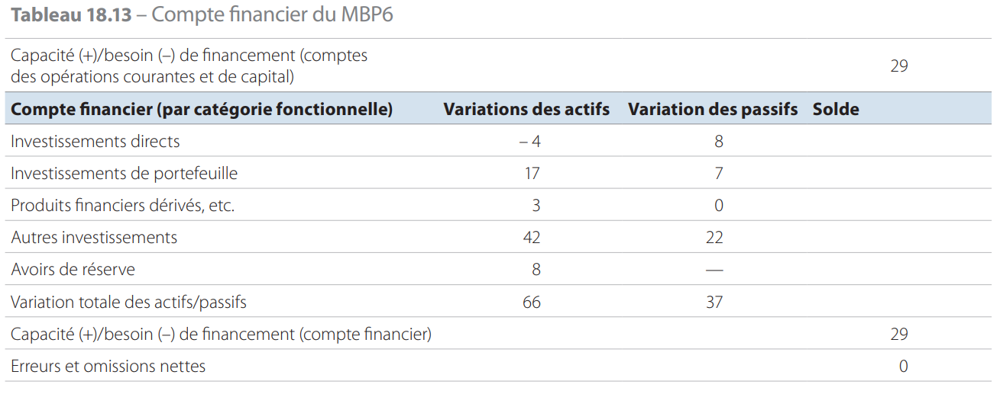 Tableau 18.13 – Compte financier du MBP6
Capacité (+)/besoin (–) de financement (comptes
des opérations courantes et de capital) 29
Compte financier (par catégorie fonctionnelle) Variations des actifs Variation des passifs Solde
Investissements directs – 4 8
Investissements de portefeuille 17 7
Produits financiers dérivés, etc. 3 0
Autres investissements 42 22
Avoirs de réserve 8 —
Variation totale des actifs/passifs 66 37
Capacité (+)/besoin (–) de financement (compte financier) 29
Erreurs et omissions nettes 0